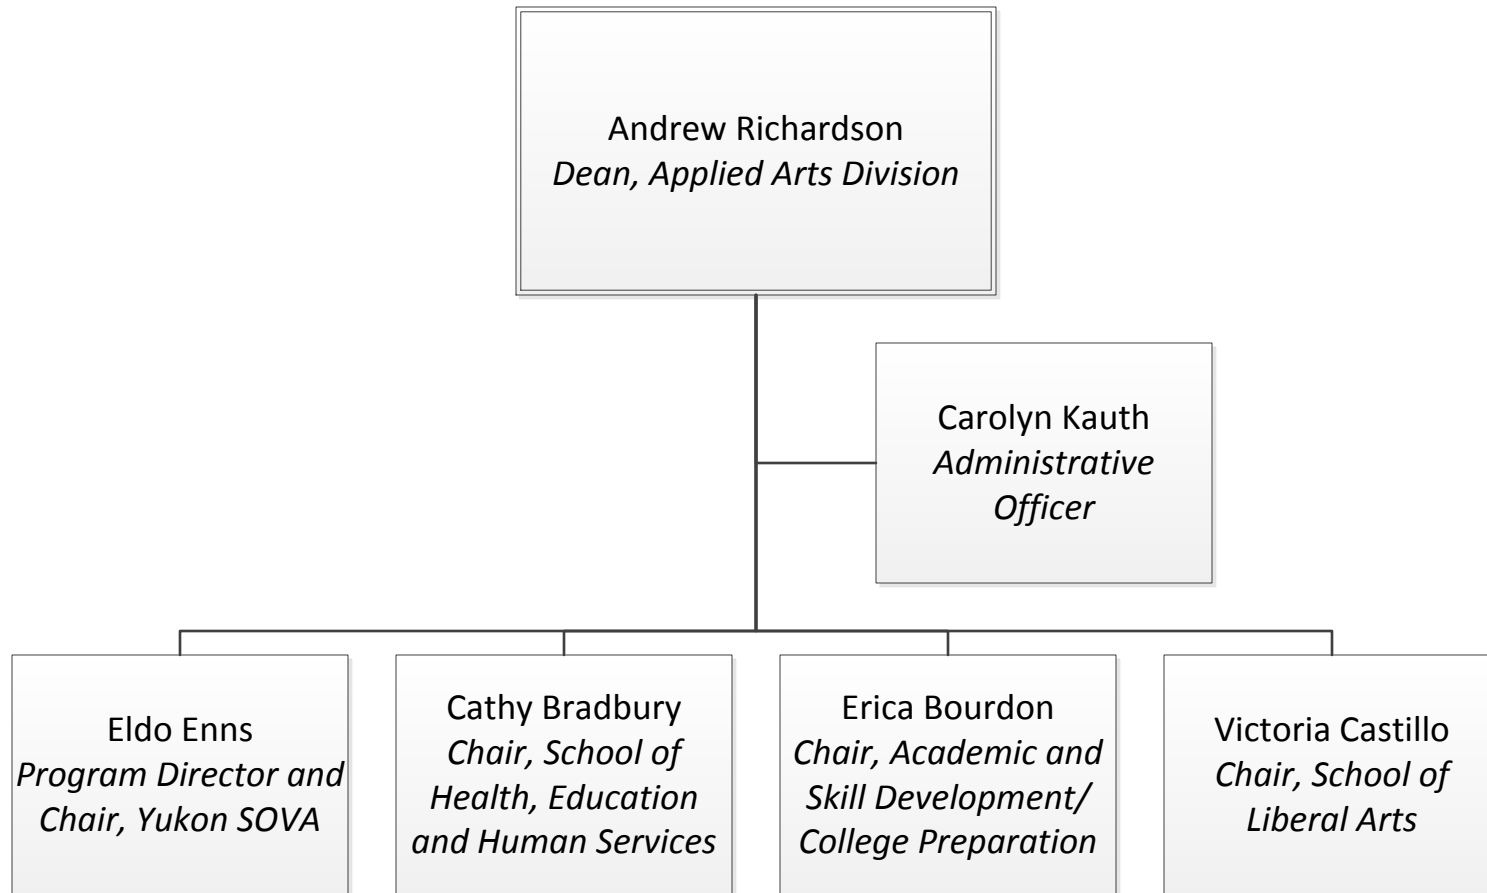 Andrew Richardson
Dean, Applied Arts Division
Carolyn Kauth
Administrative
Officer
Eldo Enns
Program Director and
Chair, Yukon SOVA
Cathy Bradbury
Chair, School of
Health, Education
and Human Services
Erica Bourdon
Chair, Academic and
Skill Development/
College Preparation
Victoria Castillo
Chair, School of
Liberal Arts